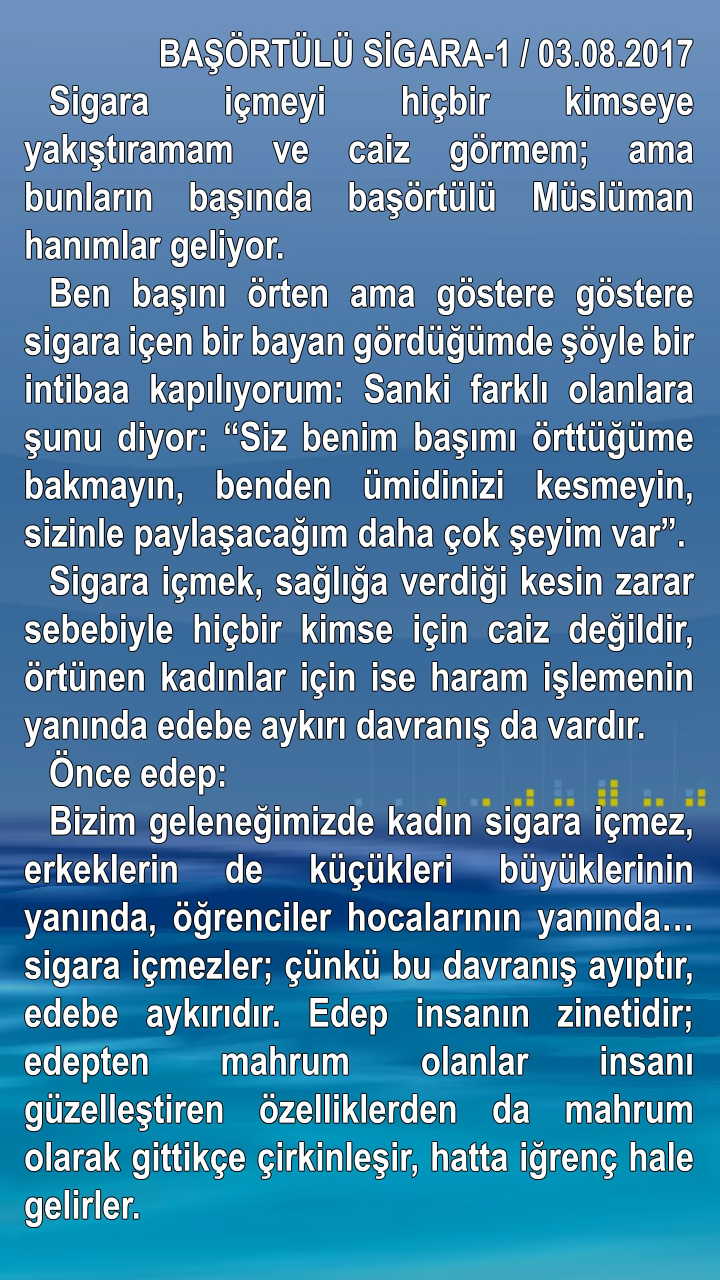 BAŞÖRTÜLÜ SİGARA-1 / 03.08.2017
Sigara içmeyi hiçbir kimseye
yakıştıramam ve caiz görmem; ama
bunların başında başörtülü Müslüman
hanımlar geliyor.
Ben başını örten ama göstere göstere
sigara içen bir bayan gördüğümde şöyle bir
intibaa kapılıyorum: Sanki farklı olanlara
şunu diyor: “Siz benim başımı örttüğüme
bakmayın, benden ümidinizi kesmeyin,
sizinle paylaşacağım daha çok şeyim var”.
Sigara içmek, sağlığa verdiği kesin zarar
sebebiyle hiçbir kimse için caiz değildir,
örtünen kadınlar için ise haram işlemenin
yanında edebe aykırı davranış da vardır.
Önce edep:
Bizim geleneğimizde kadın sigara içmez,
erkeklerin de küçükleri büyüklerinin
yanında, öğrenciler hocalarının yanında…
sigara içmezler; çünkü bu davranış ayıptır,
edebe aykırıdır. Edep insanın zinetidir;
edepten mahrum olanlar insanı
güzelleştiren özelliklerden da mahrum
olarak gittikçe çirkinleşir, hatta iğrenç hale
gelirler.